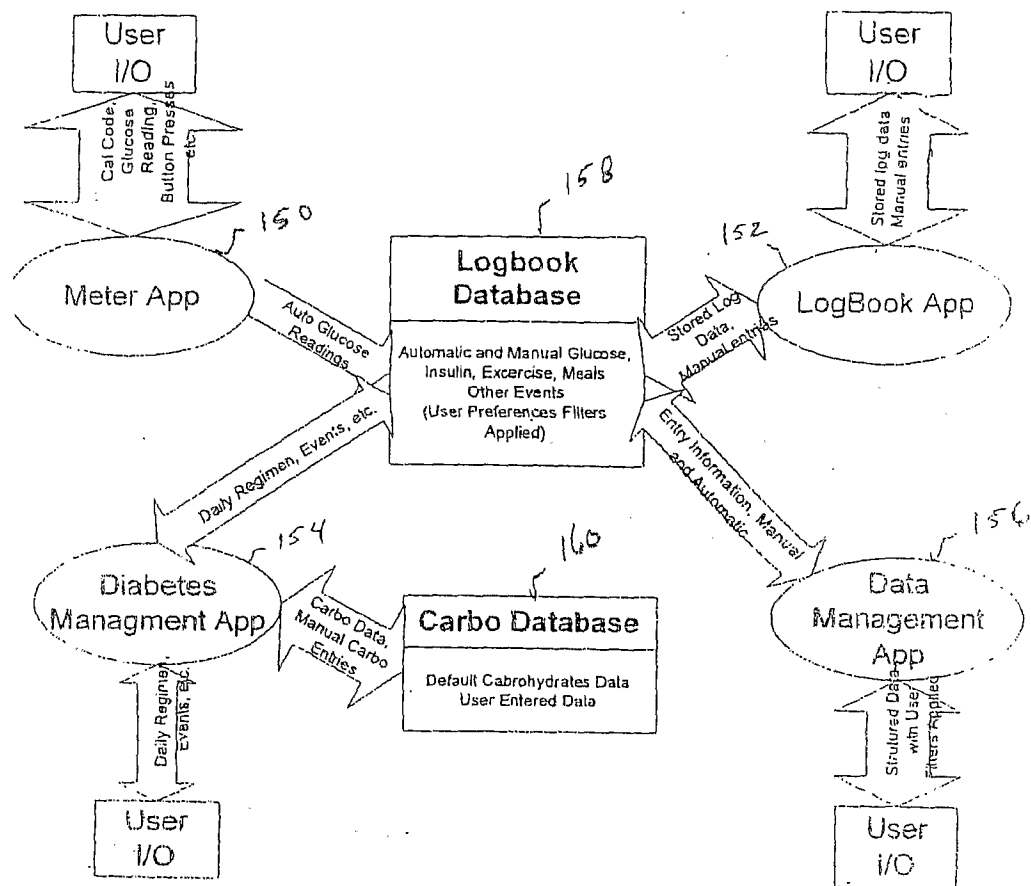 User
I/O
User
I/O
Cal Code,
Glucose
Reading,
Button Presses
etc.
Stored log data
Manual entries
158
150
152
Logbook
Database
Meter App
LogBook App
Auto Glucose
Readings
Stored Log
Data,
Manual entries
Automatic and Manual Glucose,
Insulin, Excercise, Meals
Other Events
(User Preferences Filters
Applied)
Daily Regimen, Events, etc.
Entry Information, Manual
and Automatic
154
160
156
Diabetes
Managment App
Carbo Data,
Manual Carbo
Entries
Carbo Database
Default Cabrohydrates Data
User Entered Data
Data
Management
App
Daily Regime
Events, etc.
Strutured Data
with User
Filters Applied
User
I/O
User
I/O